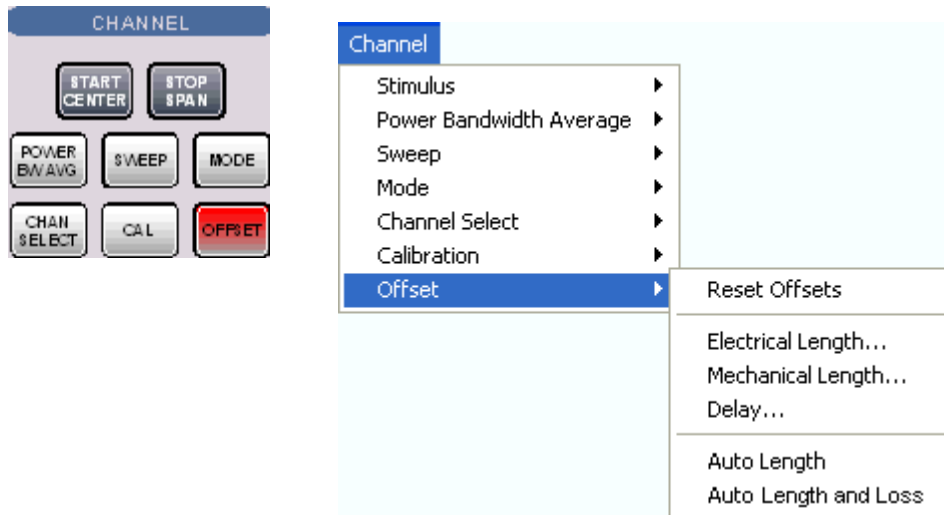 CHANNEL
START
CENTER
STOP
SPAN
POWER
BW AVG
SWEEP
MODE
CHAN
SELECT
CAL
OFFSET
Channel
Stimulus
Power Bandwidth Average
Sweep
Mode
Channel Select
Calibration
Offset
Reset Offsets
Electrical Length...
Mechanical Length...
Delay...
Auto Length
Auto Length and Loss